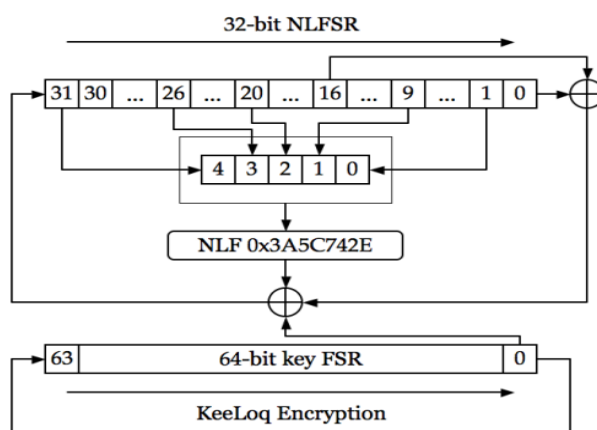 32-bit NLFSR
31 30 ... 26 ... 20 ... 16 ... 9 ... 1 0
4 3 2 1 0
NLF 0x3A5C742E
63 64-bit key FSR 0
KeeLoq Encryption